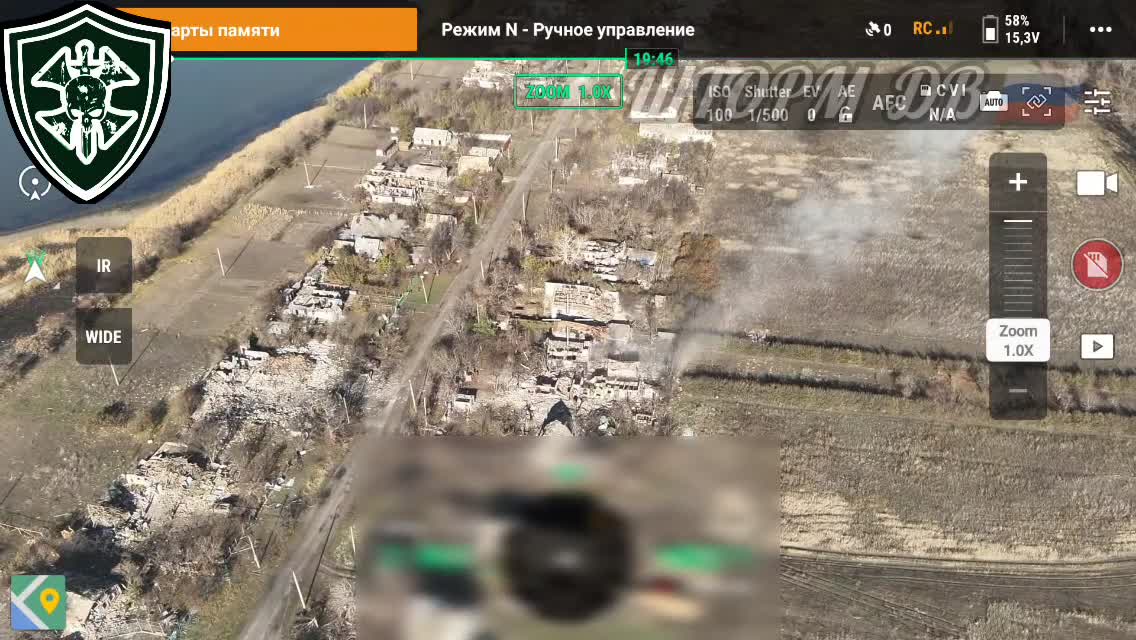 арты памяти
Режим N - Ручное управление
0
RC
58%
15,3V
19:46
ZOOM 1.0X
ШТОРМ ДВ
ISO Shutter EV AE
100 1/500 0
AFC
N/A
AUTO
IR
WIDE
+
Zoom
1.0X
−